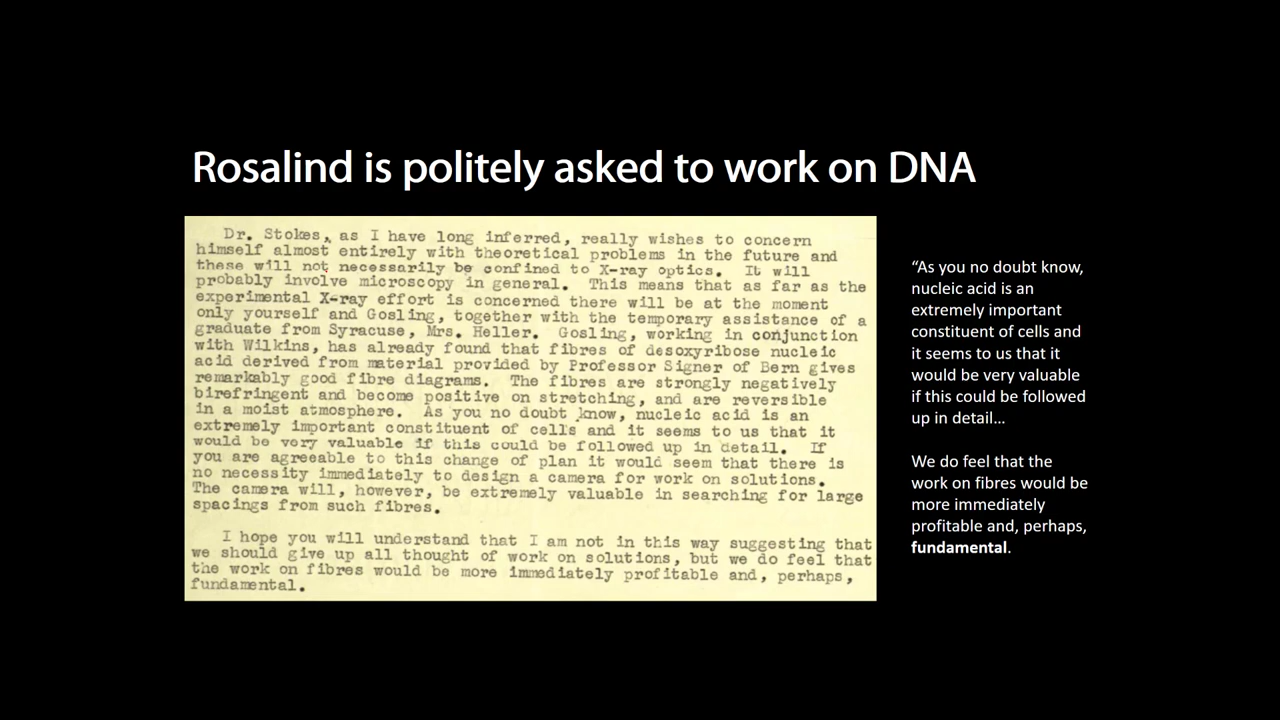 Rosalind is politely asked to work on DNA
Dr. Stokes, as I have long inferred, really wishes to concern
himself almost entirely with theoretical problems in the future and
these will not necessarily be confined to X-ray optics. It will
probably involve microscopy in general. This means that as far as the
experimental X-ray effort is concerned there will be at the moment
only yourself and Gosling, together with the temporary assistance of a
graduate from Syracuse, Mrs. Heller. Gosling, working in conjunction
with Wilkins, has already found that fibres of desoxyribose nucleic
acid derived from material provided by Professor Signer of Bern gives
remarkably good fibre diagrams. The fibres are strongly negatively
birefringent and become positive on stretching, and are reversible
in a moist atmosphere. As you no doubt know, nucleic acid is an
extremely important constituent of cells and it seems to us that it
would be very valuable if this could be followed up in detail. If
you are agreeable to this change of plan it would seem that there is
no necessity immediately to design a camera for work on solutions.
The camera will, however, be extremely valuable in searching for large
spacings from such fibres.
I hope you will understand that I am not in this way suggesting that
we should give up all thought of work on solutions, but we do feel that
the work on fibres would be more immediately profitable and, perhaps,
fundamental.
“As you no doubt know,
nucleic acid is an
extremely important
constituent of cells and
it seems to us that it
would be very valuable
if this could be followed
up in detail…
We do feel that the
work on fibres would be
more immediately
profitable and, perhaps,
fundamental.